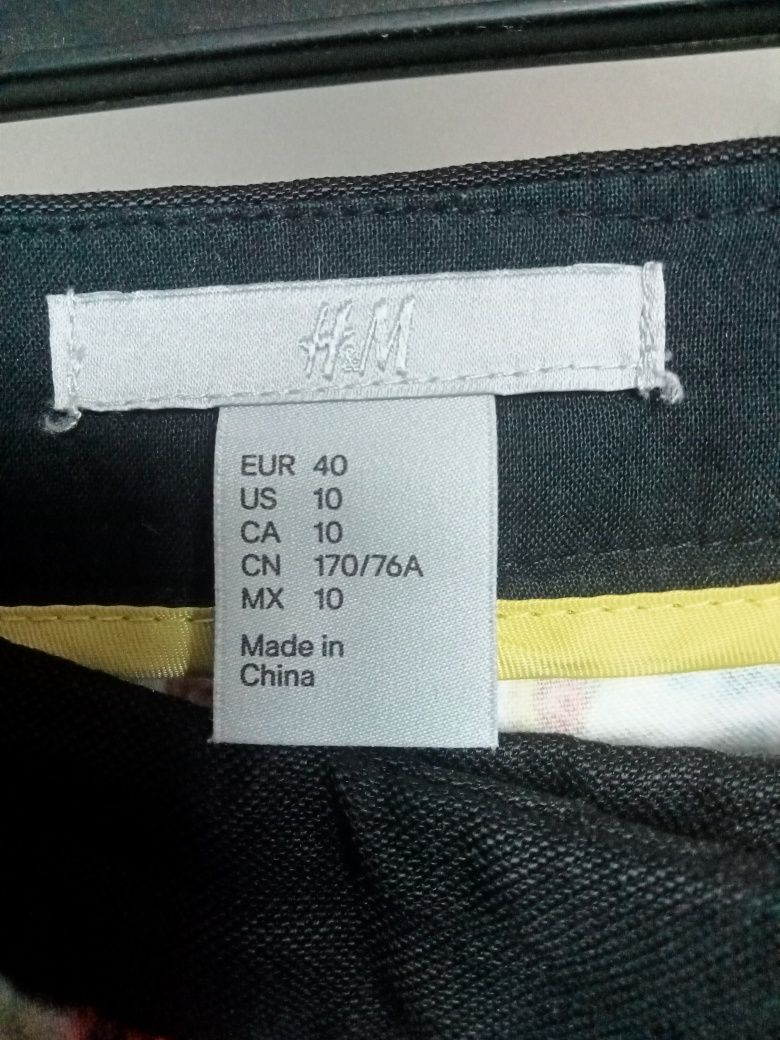 H&M
EUR 40
US 10
CA 10
CN 170/76A
MX 10
Made in
China